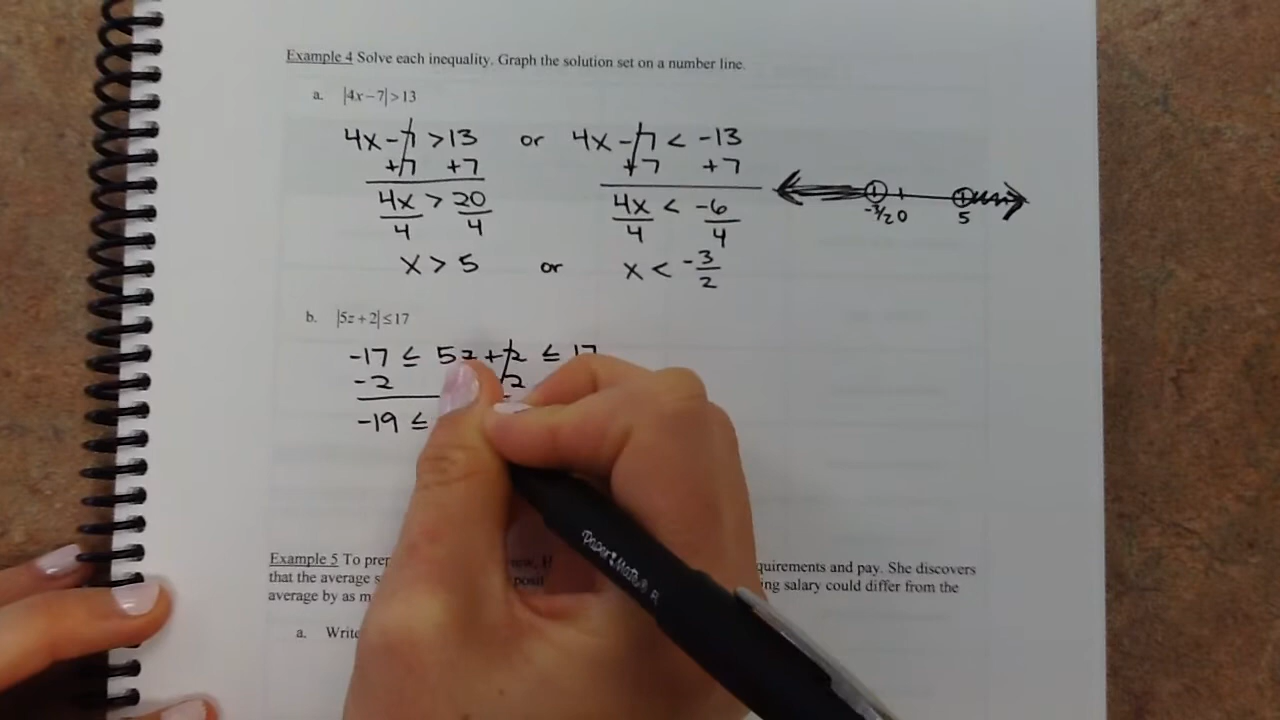 Example 4 Solve each inequality. Graph the solution set on a number line.
a. |4x-7|>13
4x-7 >13 or 4x-7 < -13
+7 +7 +7 +7
4x > 20 4x < -6
4 4 4 4
-3/2 0 5
x > 5 or x < -3/2
b. |5z+2|≤17
-17 ≤ 5z+2 ≤ 17
-2 2
-19 ≤
Example 5 To
quirements and pay. She discovers
that the average
ing salary could differ from the
average by as
a.
Paper Mate